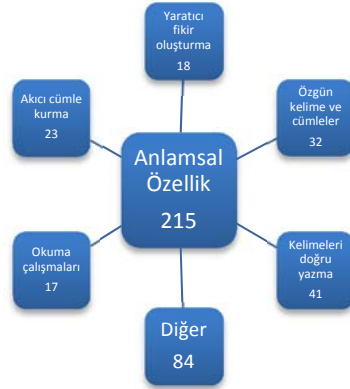 Yaratıcı
fikir
oluşturma
18
Akıcı cümle
kurma
23
Özgün
kelime ve
cümleler
32
Anlamsal
Özellik
215
Okuma
çalışmaları
17
Kelimeleri
doğru
yazma
41
Diğer
84